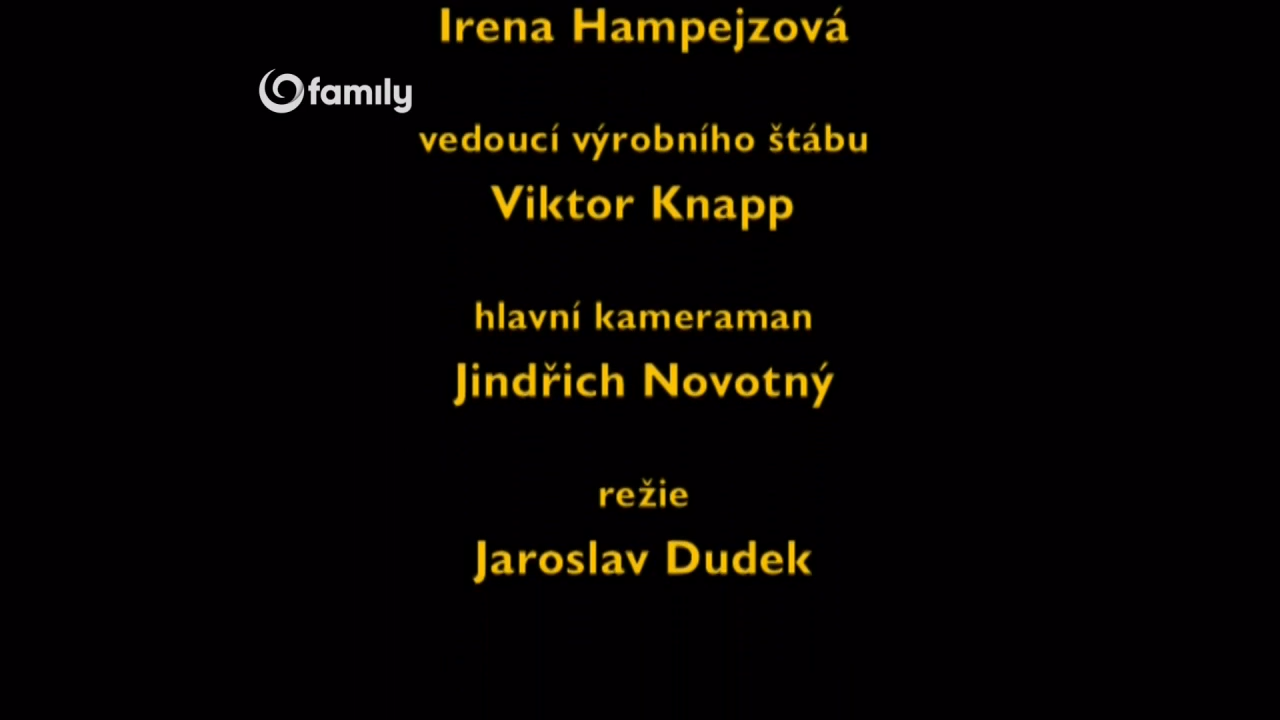 Irena Hampejzová
family
vedoucí výrobního štábu
Viktor Knapp
hlavní kameraman
Jindřich Novotný
režie
Jaroslav Dudek